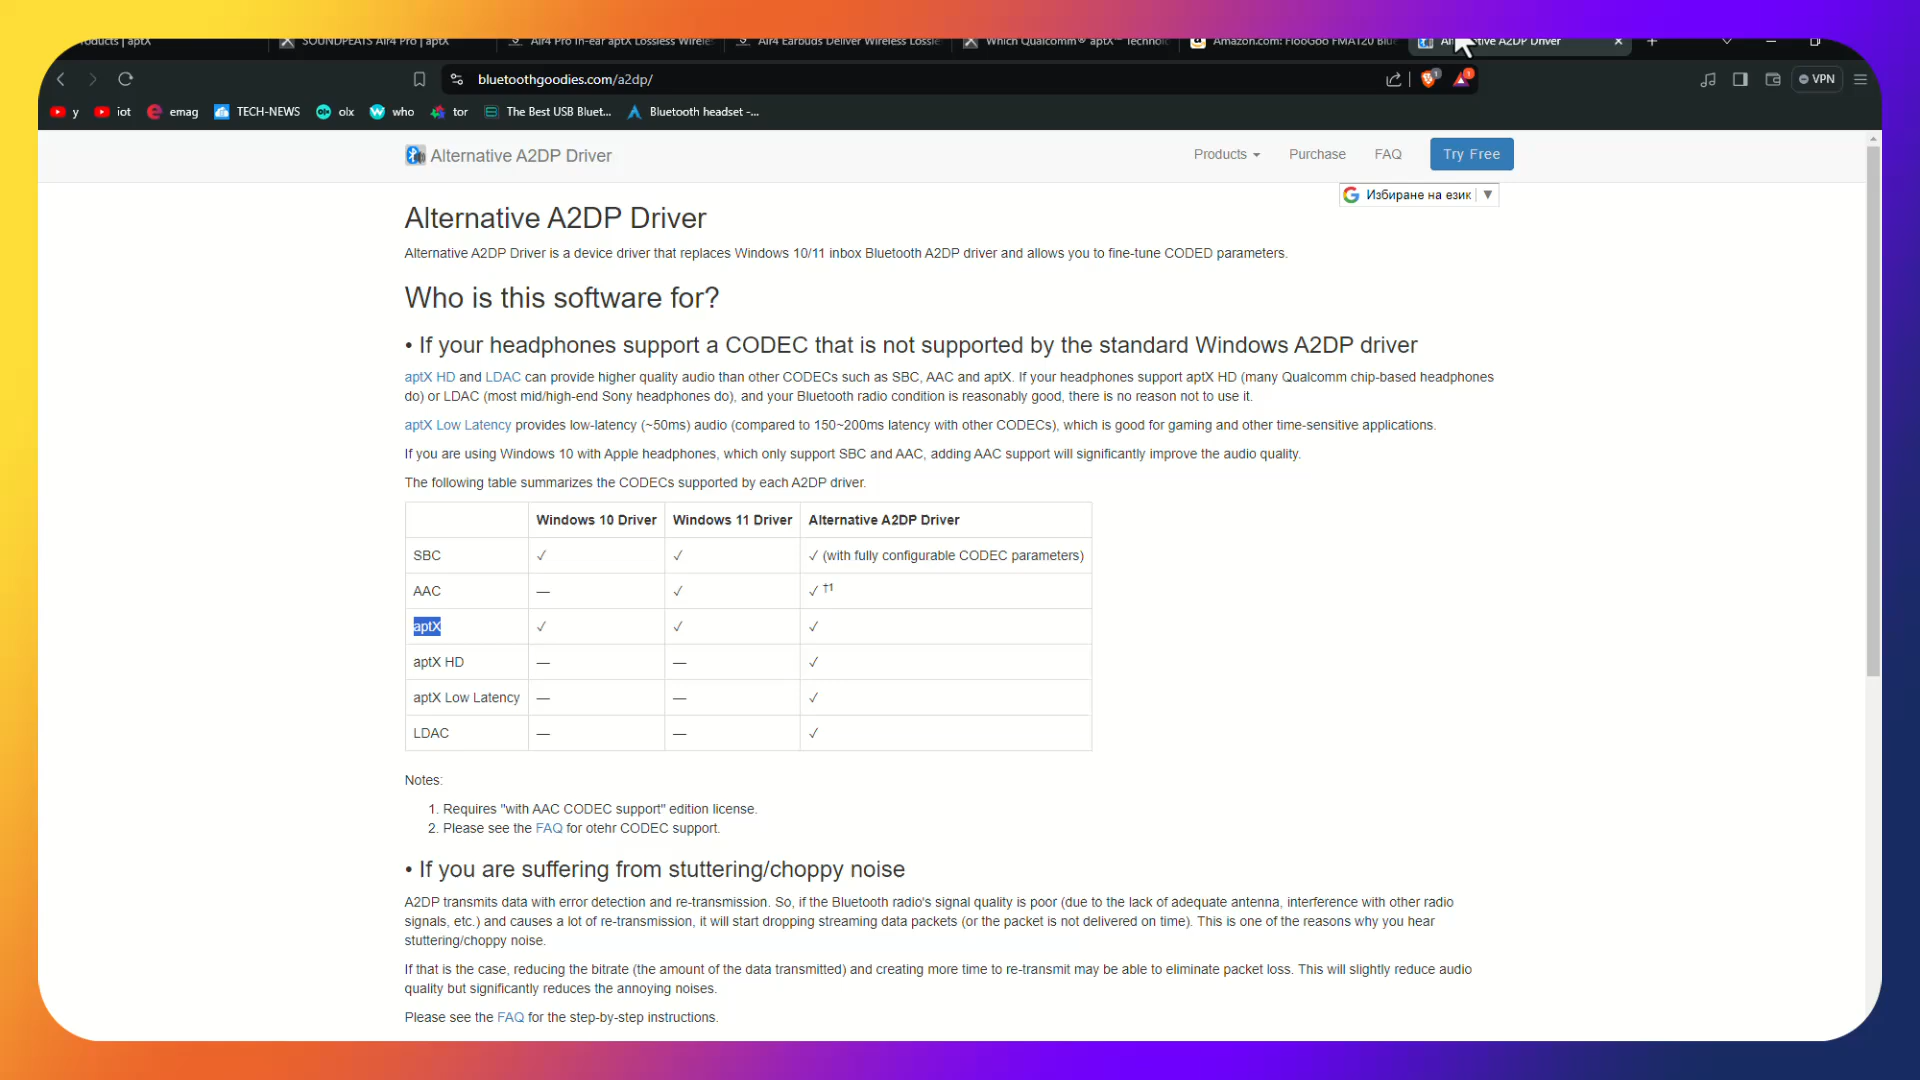 oducts | aptX
SOUNDPEATS Air4 Pro | aptX
Air4 Pro In-ear aptX Lossless Wirele
Air4 Earbuds Deliver Wireless Lossle
Which Qualcomm® aptX™ Technolo
Amazon.com: FlooGoo FMA120 Blu
bluetoothgoodies.com/a2dp/
1
1
VPN
y
iot
emag
TECH-NEWS
olx
who
tor
The Best USB Bluet...
Bluetooth headset -...
Alternative A2DP Driver
Products
Purchase
FAQ
Try Free
Избиране на език
Alternative A2DP Driver
Alternative A2DP Driver is a device driver that replaces Windows 10/11 inbox Bluetooth A2DP driver and allows you to fine-tune CODED parameters.
Who is this software for?
• If your headphones support a CODEC that is not supported by the standard Windows A2DP driver
aptX HD and LDAC can provide higher quality audio than other CODECs such as SBC, AAC and aptX. If your headphones support aptX HD (many Qualcomm chip-based headphones
do) or LDAC (most mid/high-end Sony headphones do), and your Bluetooth radio condition is reasonably good, there is no reason not to use it.
aptX Low Latency provides low-latency (~50ms) audio (compared to 150~200ms latency with other CODECs), which is good for gaming and other time-sensitive applications.
If you are using Windows 10 with Apple headphones, which only support SBC and AAC, adding AAC support will significantly improve the audio quality.
The following table summarizes the CODECs supported by each A2DP driver.
Windows 10 Driver Windows 11 Driver Alternative A2DP Driver
SBC ✓ ✓ ✓ (with fully configurable CODEC parameters)
AAC — ✓ ✓ †1
aptX ✓ ✓ ✓
aptX HD — — ✓
aptX Low Latency — — ✓
LDAC — — ✓
Notes:
1. Requires "with AAC CODEC support" edition license.
2. Please see the FAQ for otehr CODEC support.
• If you are suffering from stuttering/choppy noise
A2DP transmits data with error detection and re-transmission. So, if the Bluetooth radio's signal quality is poor (due to the lack of adequate antenna, interference with other radio
signals, etc.) and causes a lot of re-transmission, it will start dropping streaming data packets (or the packet is not delivered on time). This is one of the reasons why you hear
stuttering/choppy noise.
If that is the case, reducing the bitrate (the amount of the data transmitted) and creating more time to re-transmit may be able to eliminate packet loss. This will slightly reduce audio
quality but significantly reduces the annoying noises.
Please see the FAQ for the step-by-step instructions.